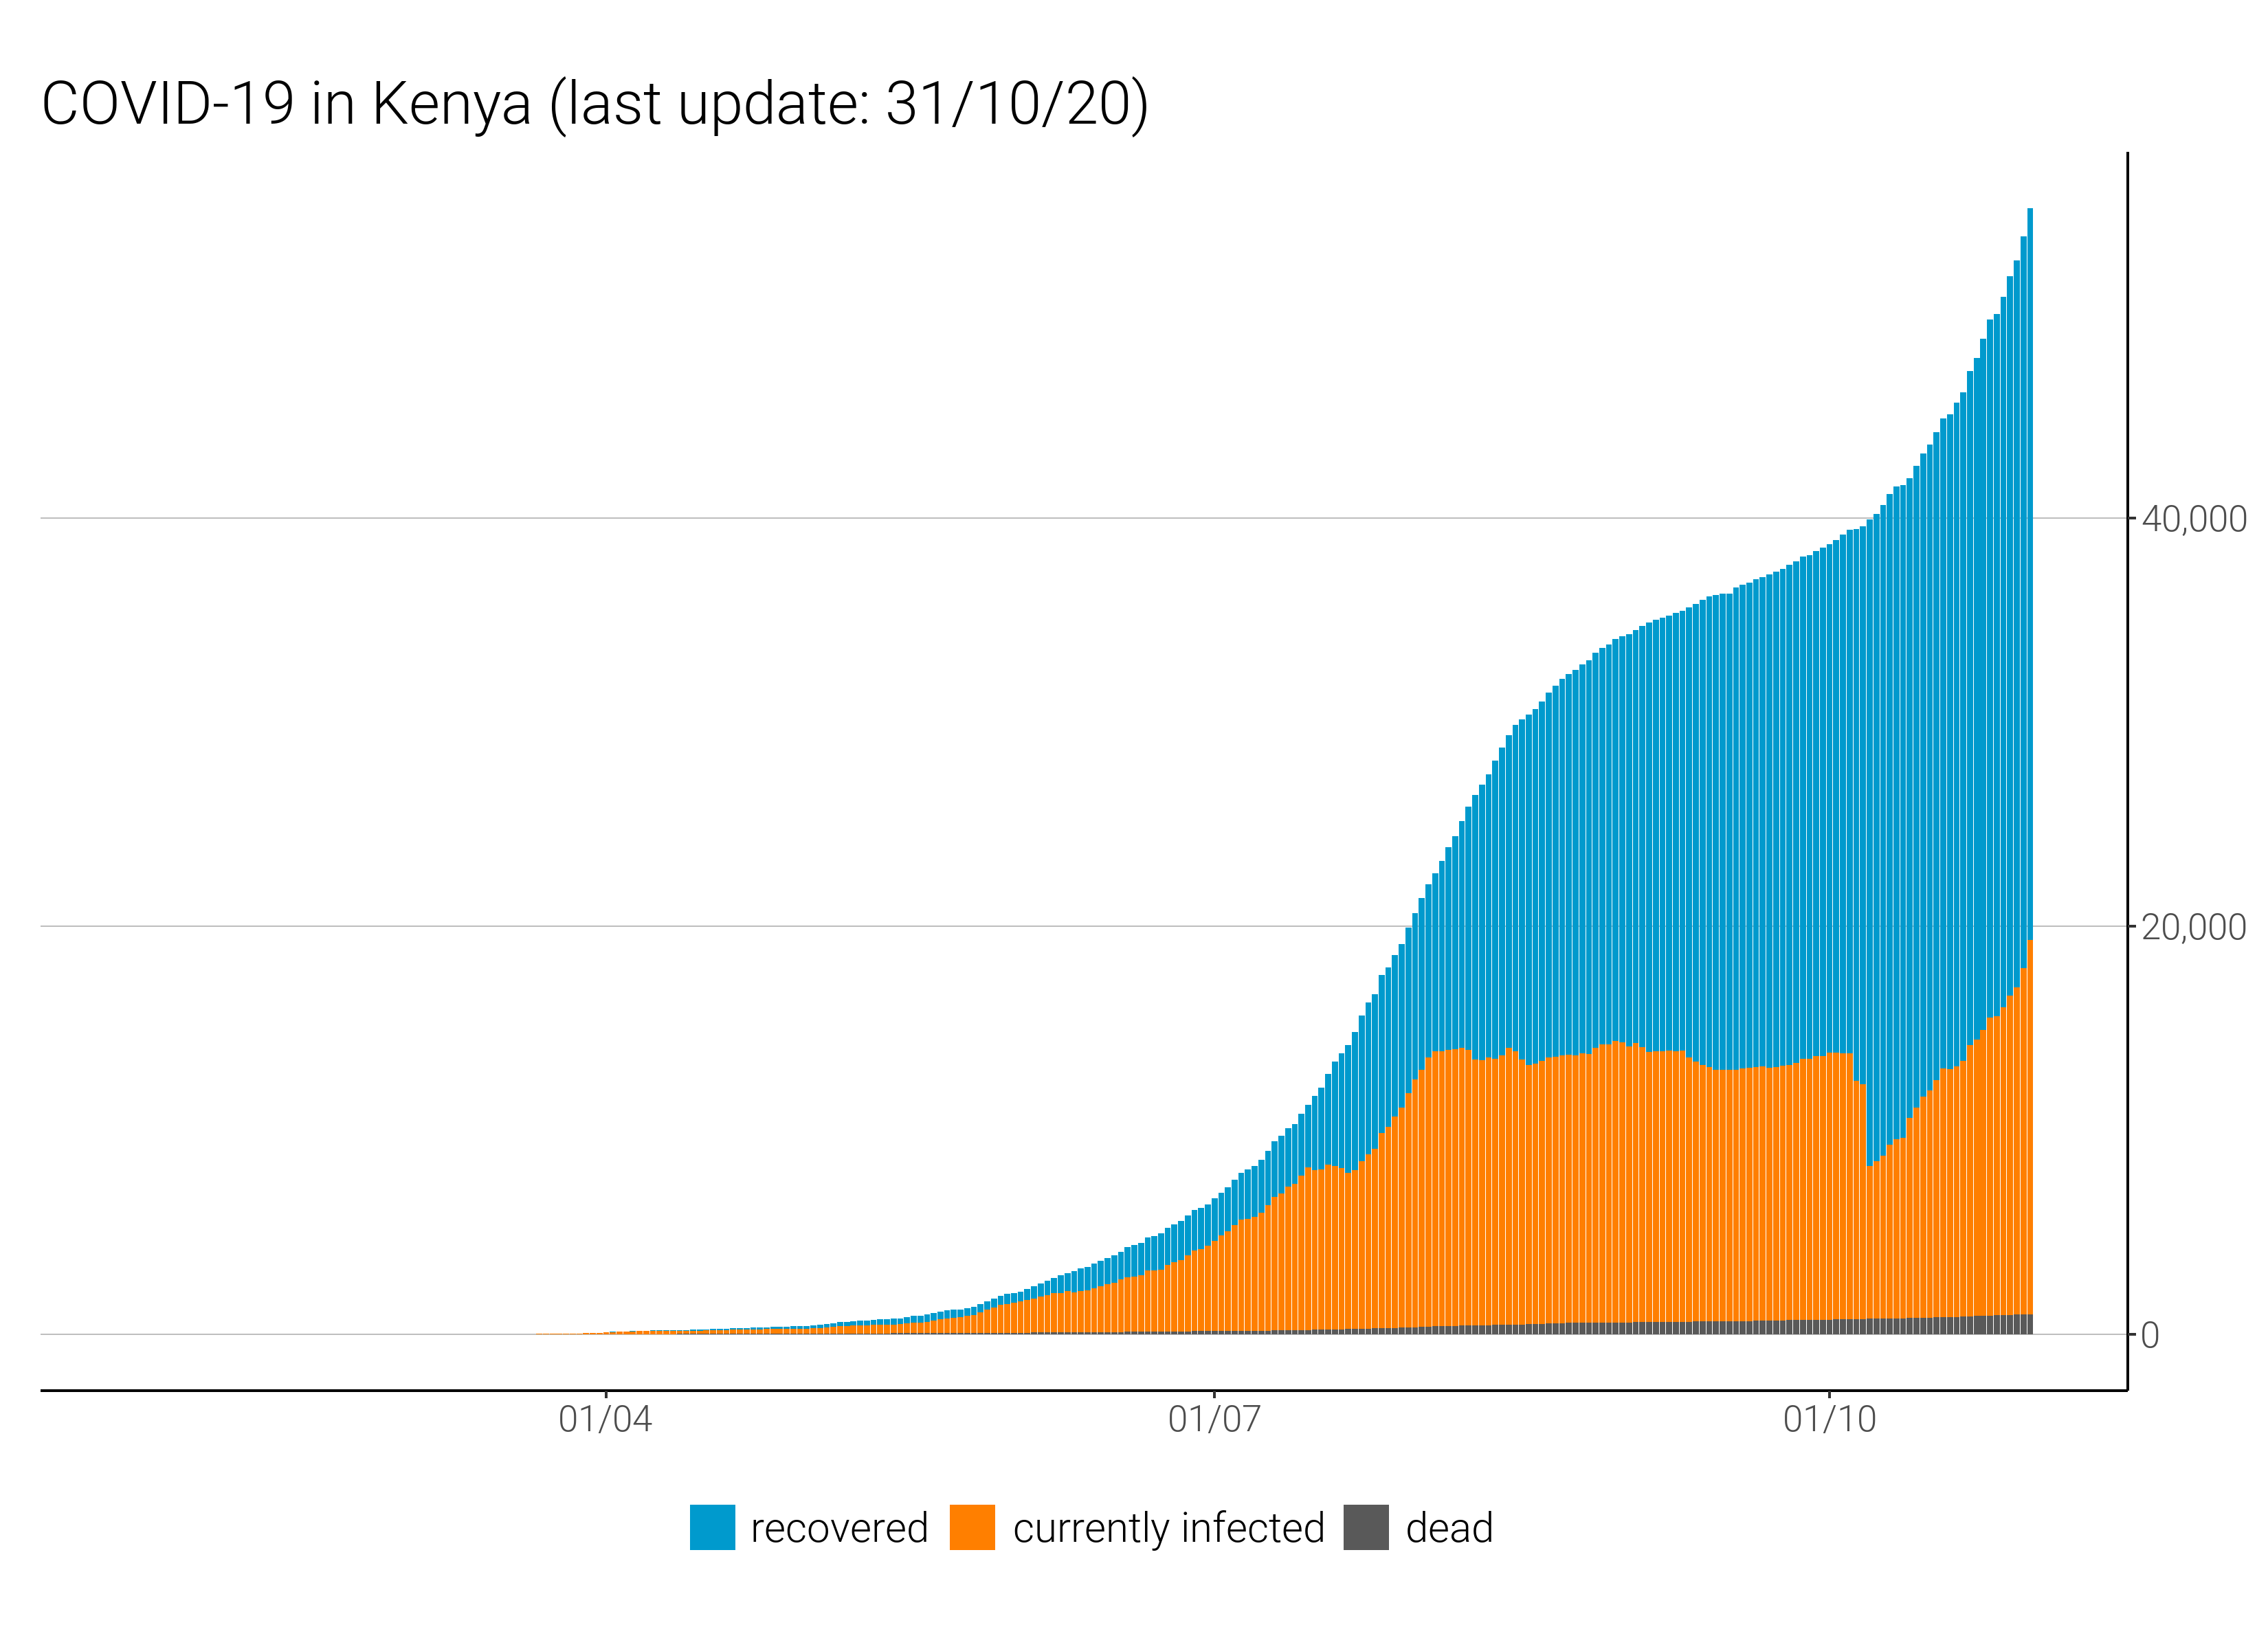 COVID-19 in Kenya (last update: 31/10/20)
40,000
20,000
0
01/04 01/07 01/10
recovered currently infected dead